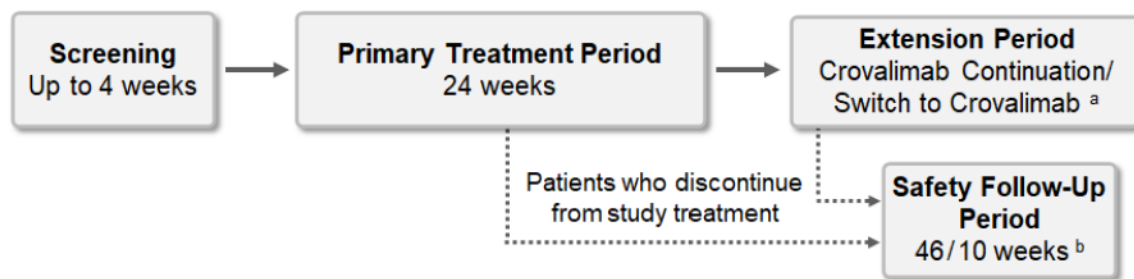 Screening
Up to 4 weeks
Primary Treatment Period
24 weeks
Extension Period
Crovalimab Continuation/
Switch to Crovalimab ᵃ
Patients who discontinue
from study treatment
Safety Follow-Up
Period
46/10 weeks ᵇ